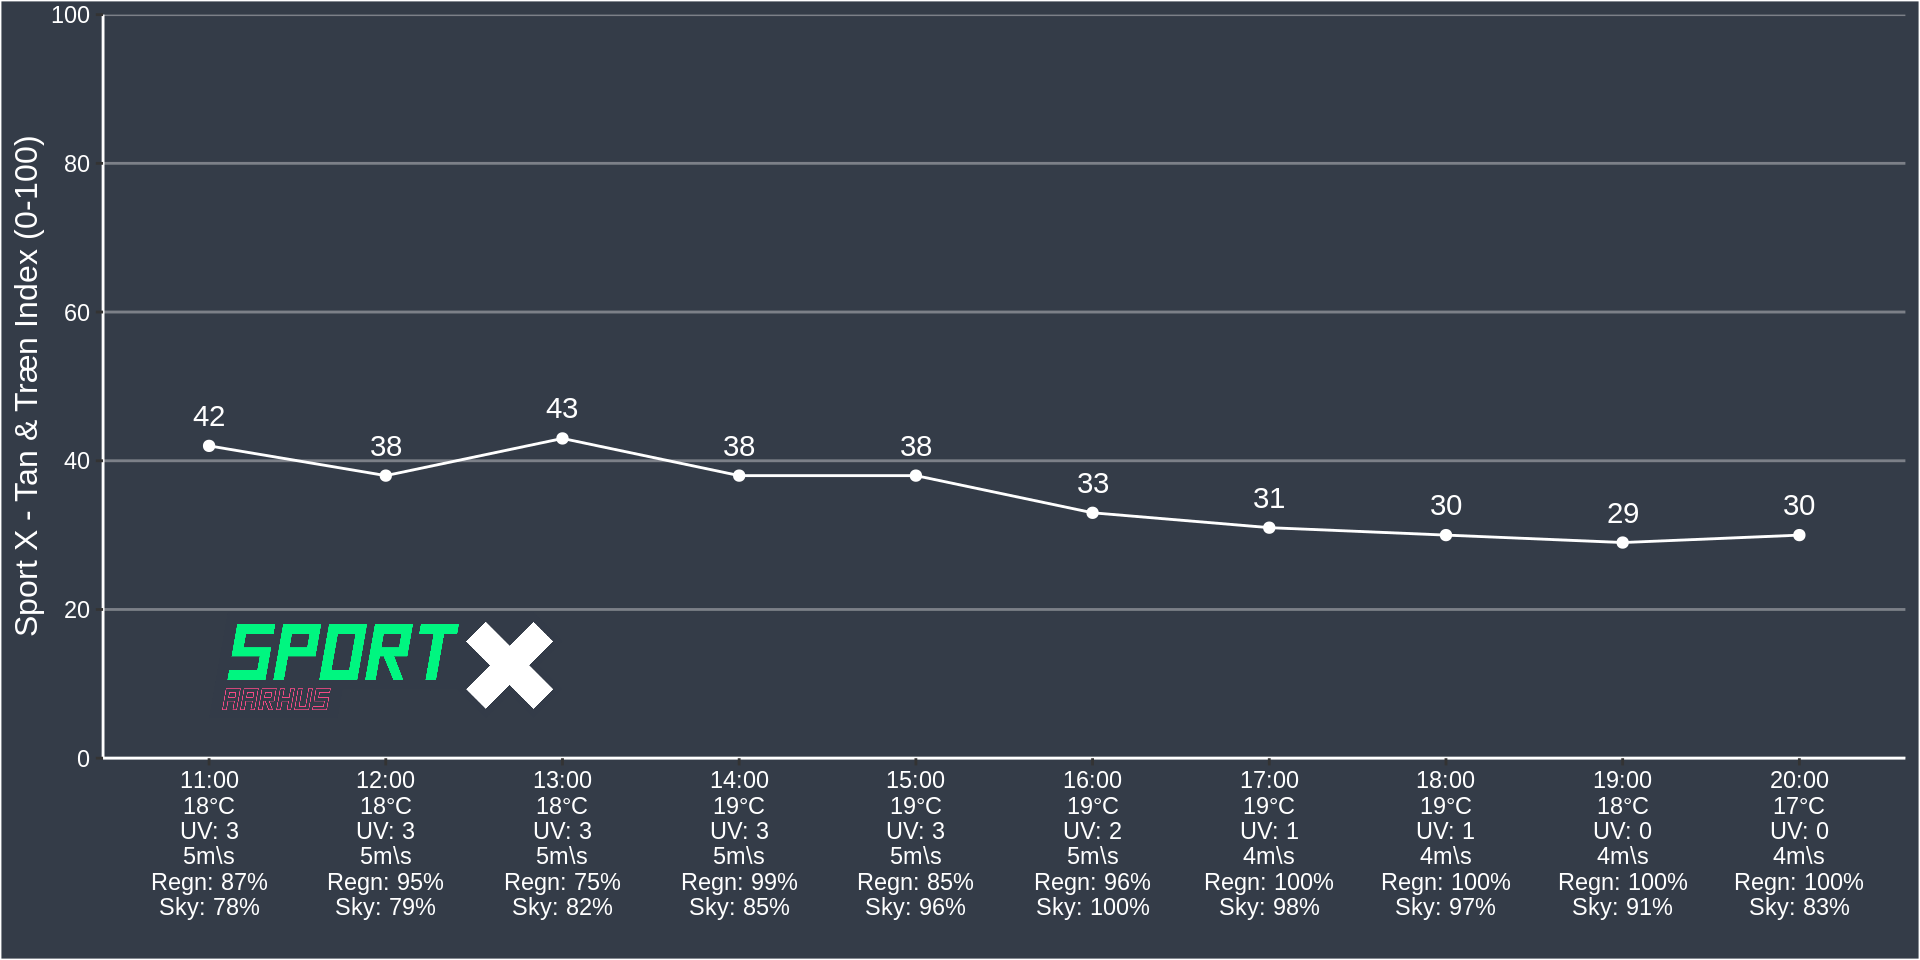 Sport X - Tan & Træn Index (0-100)
100
80
60
40
20
0
42
38
43
38
38
33
31
30
29
30
SPORT X
AARHUS
11:00 12:00 13:00 14:00 15:00 16:00 17:00 18:00 19:00 20:00
18°C 18°C 18°C 19°C 19°C 19°C 19°C 19°C 18°C 17°C
UV: 3 UV: 3 UV: 3 UV: 3 UV: 3 UV: 2 UV: 1 UV: 1 UV: 0 UV: 0
5m\s 5m\s 5m\s 5m\s 5m\s 5m\s 4m\s 4m\s 4m\s 4m\s
Regn: 87% Regn: 95% Regn: 75% Regn: 99% Regn: 85% Regn: 96% Regn: 100% Regn: 100% Regn: 100% Regn: 100%
Sky: 78% Sky: 79% Sky: 82% Sky: 85% Sky: 96% Sky: 100% Sky: 98% Sky: 97% Sky: 91% Sky: 83%